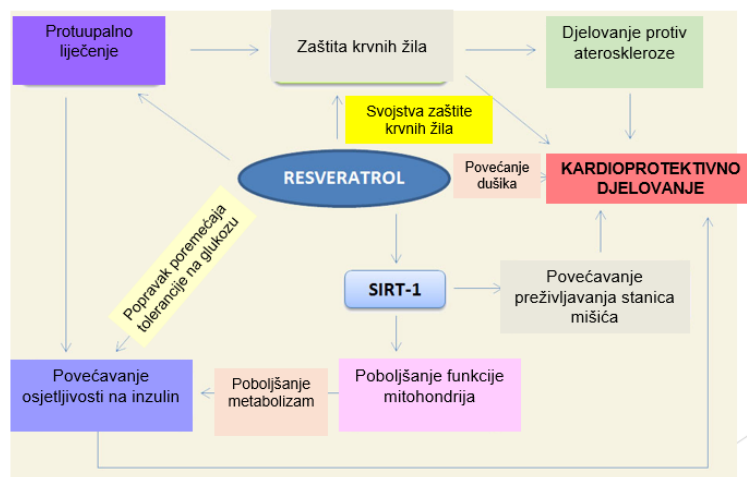 Protuupalno
liječenje
Zaštita krvnih žila
Djelovanje protiv
ateroskleroze
Svojstva zaštite
krvnih žila
RESVERATROL
Povećanje
dušika
KARDIOPROTEKTIVNO
DJELOVANJE
Popravak poremećaja
tolerancije na glukozu
SIRT-1
Povećavanje
preživljavanja stanica
mišića
Povećavanje
osjetljivosti na inzulin
Poboljšanje
metabolizam
Poboljšanje funkcije
mitohondrija